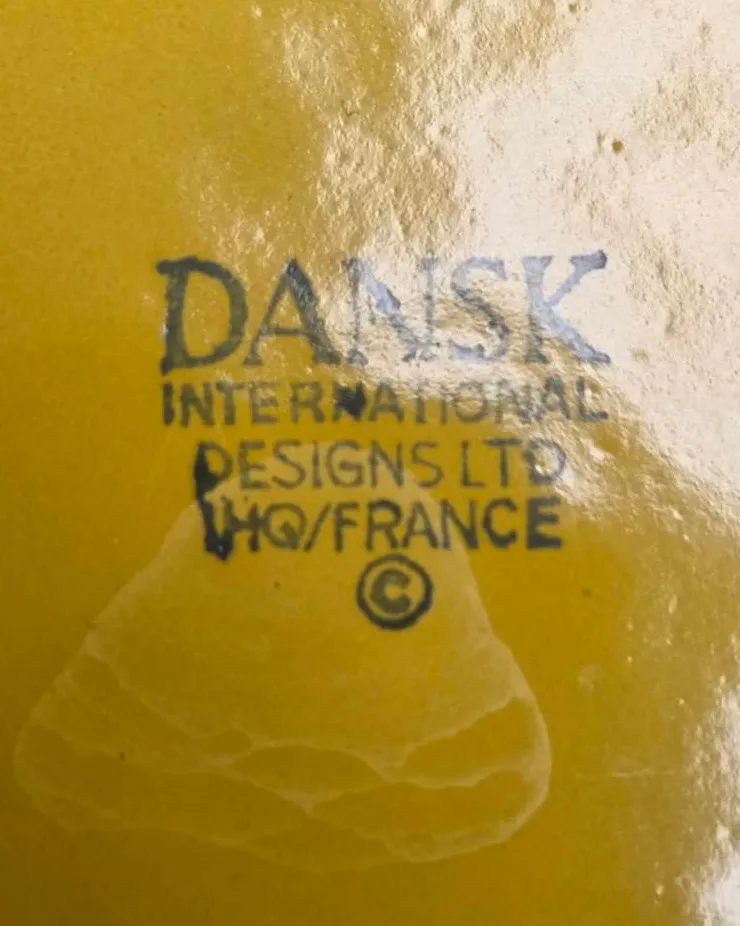 DANSK
INTERNATIONAL
DESIGNS LTD
IHQ/FRANCE
©